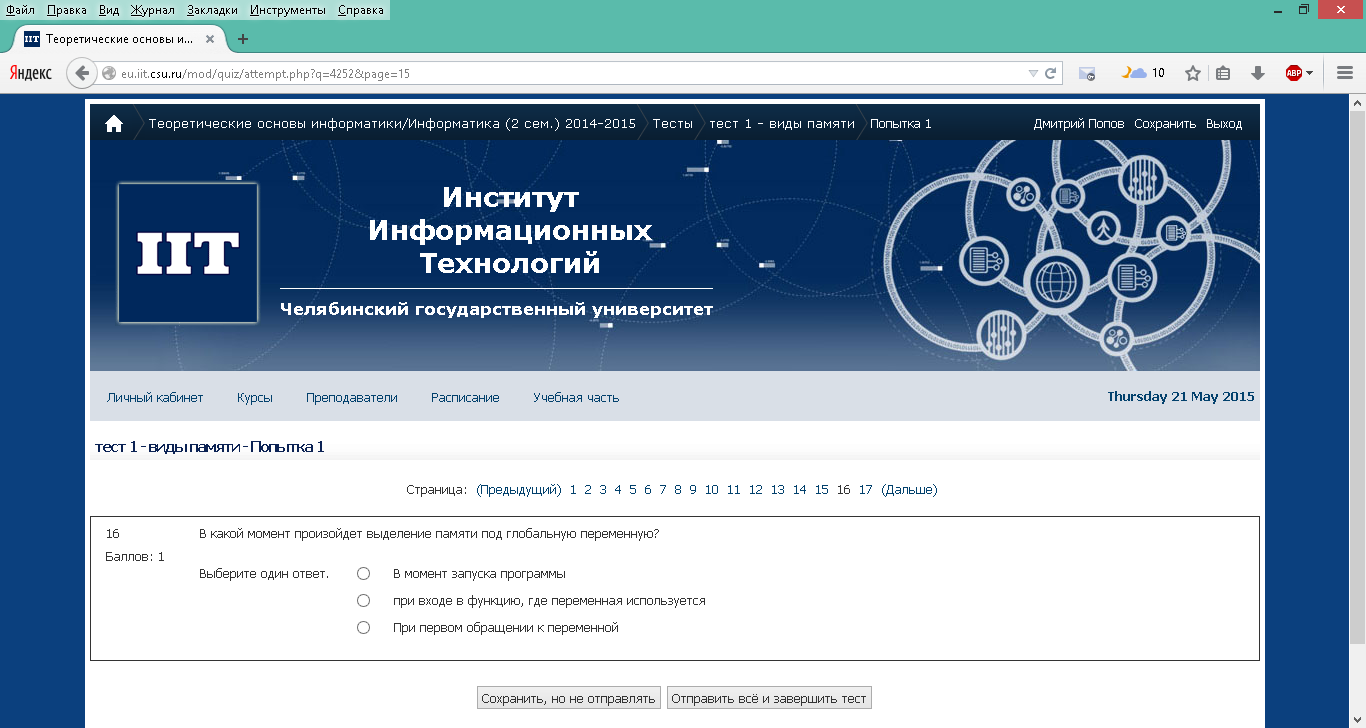 Файл Правка Вид Журнал Закладки Инструменты Справка
IIT Теоретические основы и...
Яндекс eu.iit.csu.ru/mod/quiz/attempt.php?q=4252&page=15 10 ABP
Теоретические основы информатики/Информатика (2 сем.) 2014-2015 Тесты тест 1 - виды памяти Попытка 1 Дмитрий Попов Сохранить Выход
IIT
Институт
Информационных
Технологий
Челябинский государственный университет
Личный кабинет Курсы Преподаватели Расписание Учебная часть Thursday 21 May 2015
тест 1 - виды памяти - Попытка 1
Страница: (Предыдущий) 1 2 3 4 5 6 7 8 9 10 11 12 13 14 15 16 17 (Дальше)
16 В какой момент произойдет выделение памяти под глобальную переменную?
Баллов: 1
Выберите один ответ. В момент запуска программы
при входе в функцию, где переменная используется
При первом обращении к переменной
Сохранить, но не отправлять Отправить всё и завершить тест